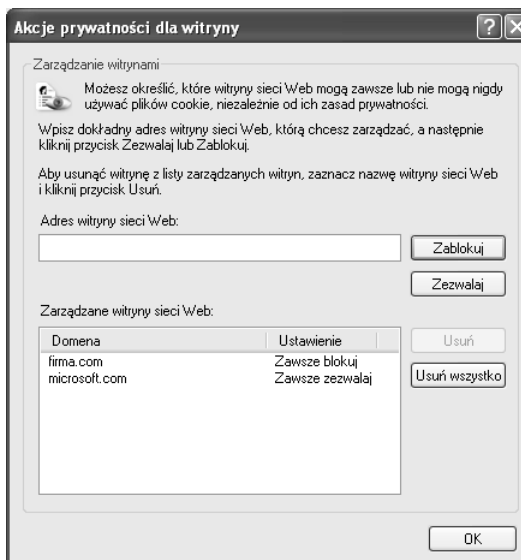 Akcje prywatności dla witryny
Zarządzanie witrynami
Możesz określić, które witryny sieci Web mogą zawsze lub nie mogą nigdy
używać plików cookie, niezależnie od ich zasad prywatności.
Wpisz dokładny adres witryny sieci Web, którą chcesz zarządzać, a następnie
kliknij przycisk Zezwalaj lub Zablokuj.
Aby usunąć witrynę z listy zarządzanych witryn, zaznacz nazwę witryny sieci Web
i kliknij przycisk Usuń.
Adres witryny sieci Web:
Zablokuj
Zezwalaj
Zarządzane witryny sieci Web:
Domena Ustawienie Usuń
firma.com Zawsze blokuj
microsoft.com Zawsze zezwalaj Usuń wszystko
OK